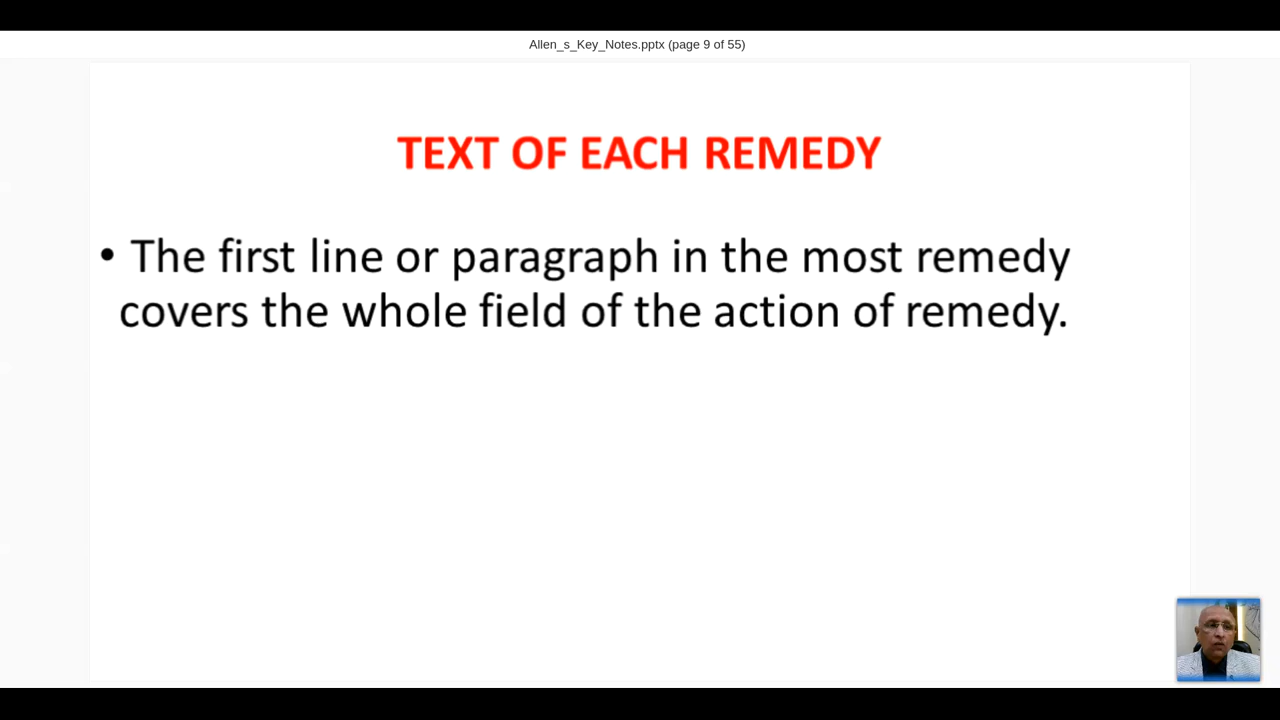 Allen_s_Key_Notes.pptx (page 9 of 55)
TEXT OF EACH REMEDY
• The first line or paragraph in the most remedy
covers the whole field of the action of remedy.